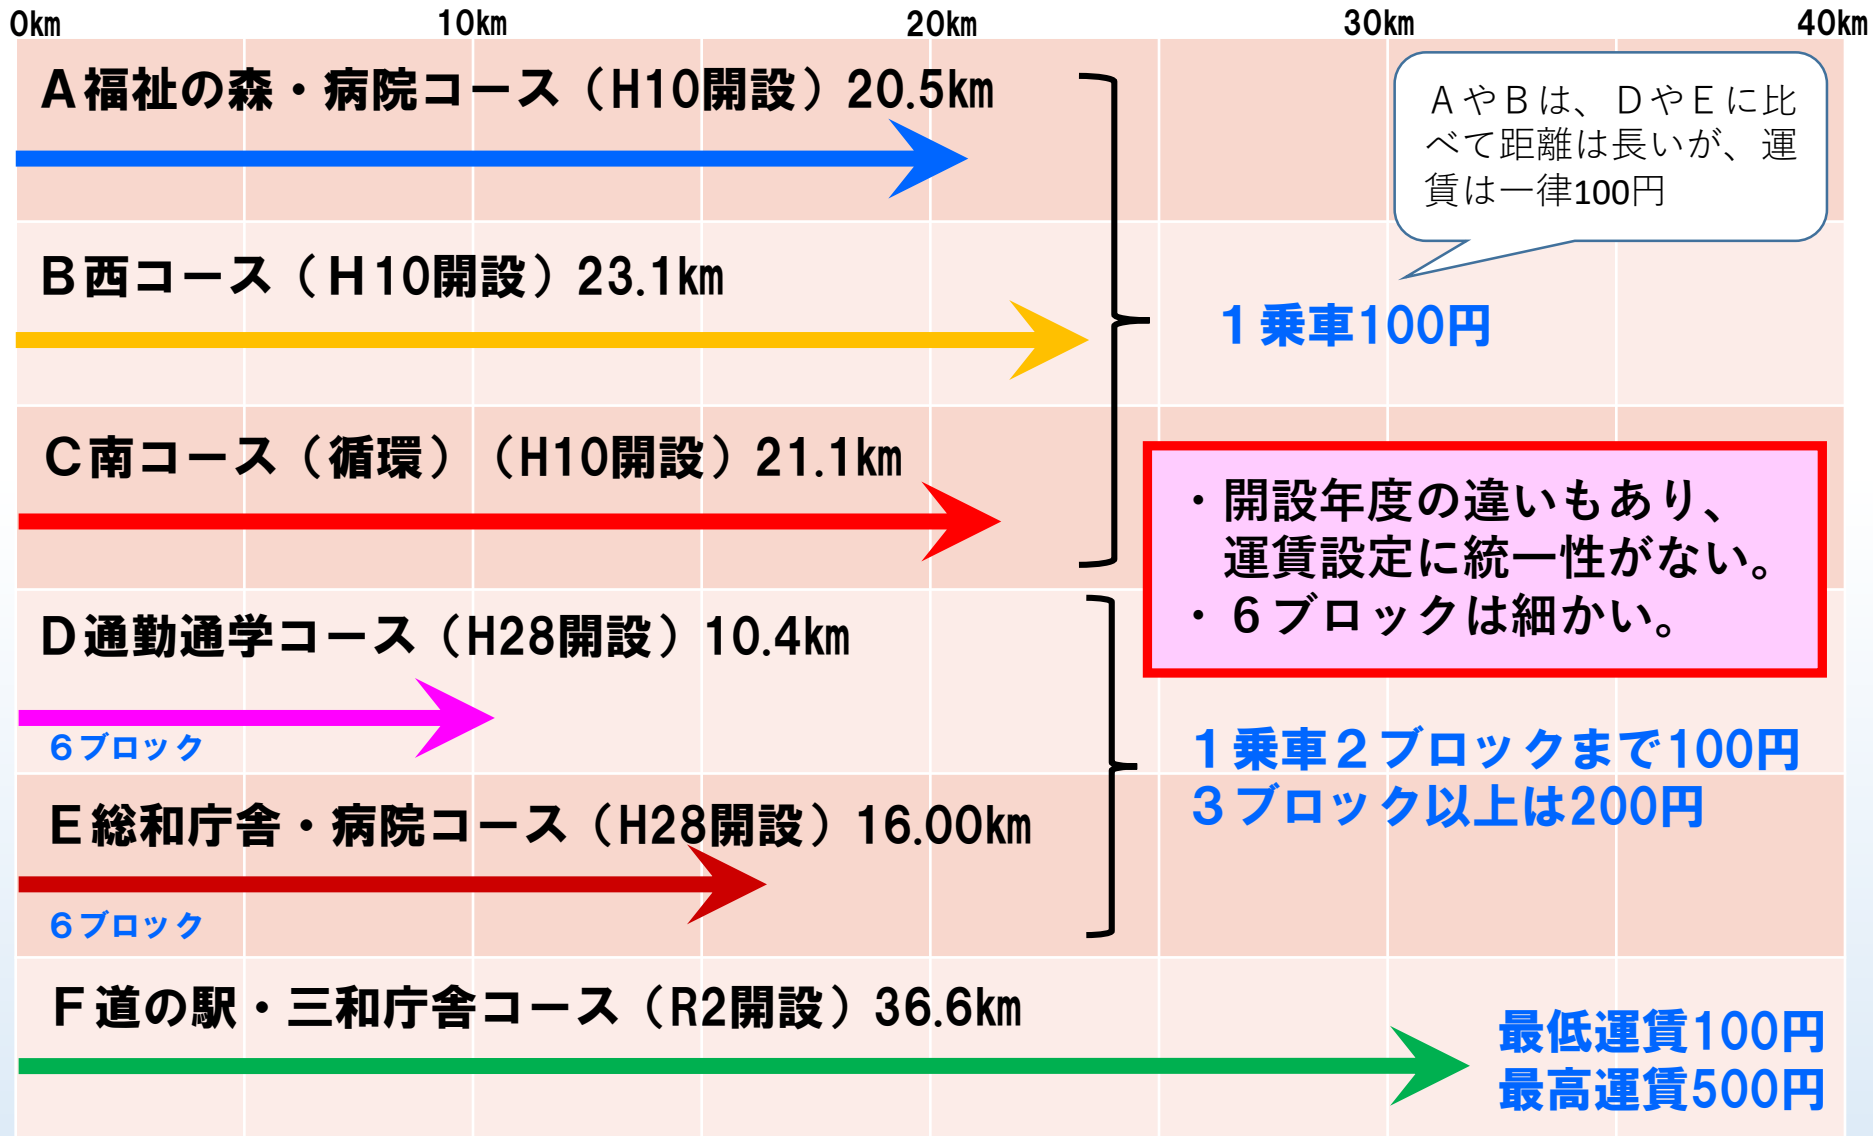 0km 10km 20km 30km 40km
A福祉の森・病院コース（H10開設）20.5km
AやBは、DやEに比
べて距離は長いが、運
賃は一律100円
B西コース（H10開設）23.1km
1乗車100円
C南コース（循環）（H10開設）21.1km
・開設年度の違いもあり、
運賃設定に統一性がない。
・6ブロックは細かい。
D通勤通学コース（H28開設）10.4km
6ブロック
1乗車2ブロックまで100円
3ブロック以上は200円
E総和庁舎・病院コース（H28開設）16.00km
6ブロック
F道の駅・三和庁舎コース（R2開設）36.6km
最低運賃100円
最高運賃500円